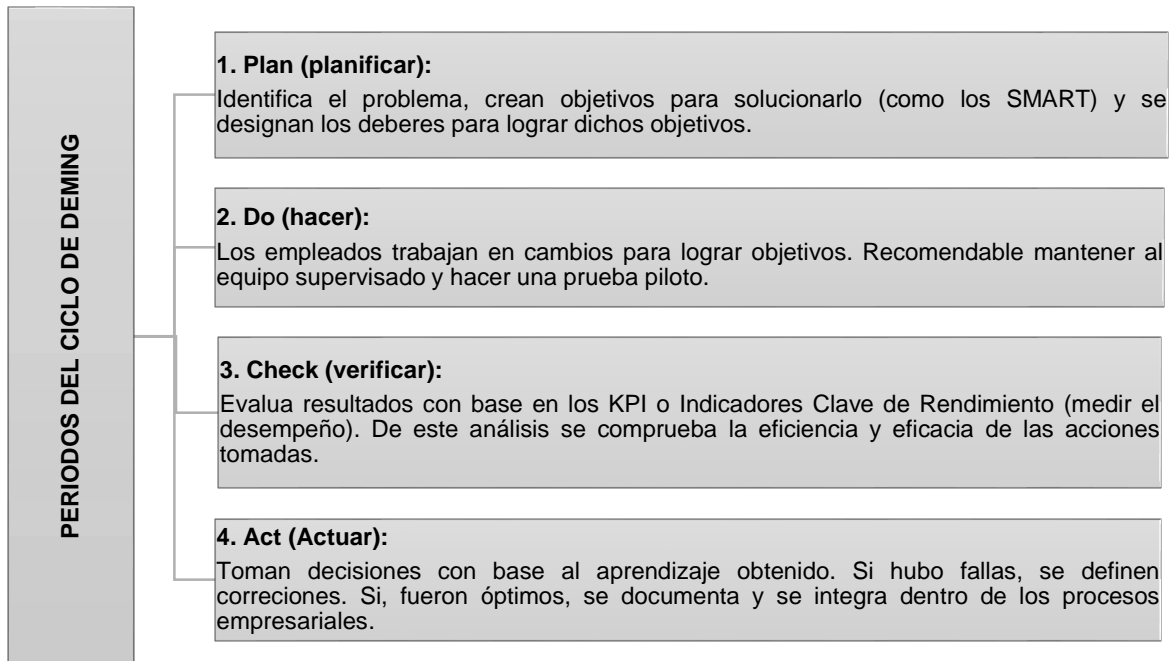 PERIODOS DEL CICLO DE DEMING
1. Plan (planificar):
Identifica el problema, crean objetivos para solucionarlo (como los SMART) y se
designan los deberes para lograr dichos objetivos.
2. Do (hacer):
Los empleados trabajan en cambios para lograr objetivos. Recomendable mantener al
equipo supervisado y hacer una prueba piloto.
3. Check (verificar):
Evalua resultados con base en los KPI o Indicadores Clave de Rendimiento (medir el
desempeño). De este análisis se comprueba la eficiencia y eficacia de las acciones
tomadas.
4. Act (Actuar):
Toman decisiones con base al aprendizaje obtenido. Si hubo fallas, se definen
correciones. Si, fueron óptimos, se documenta y se integra dentro de los procesos
empresariales.